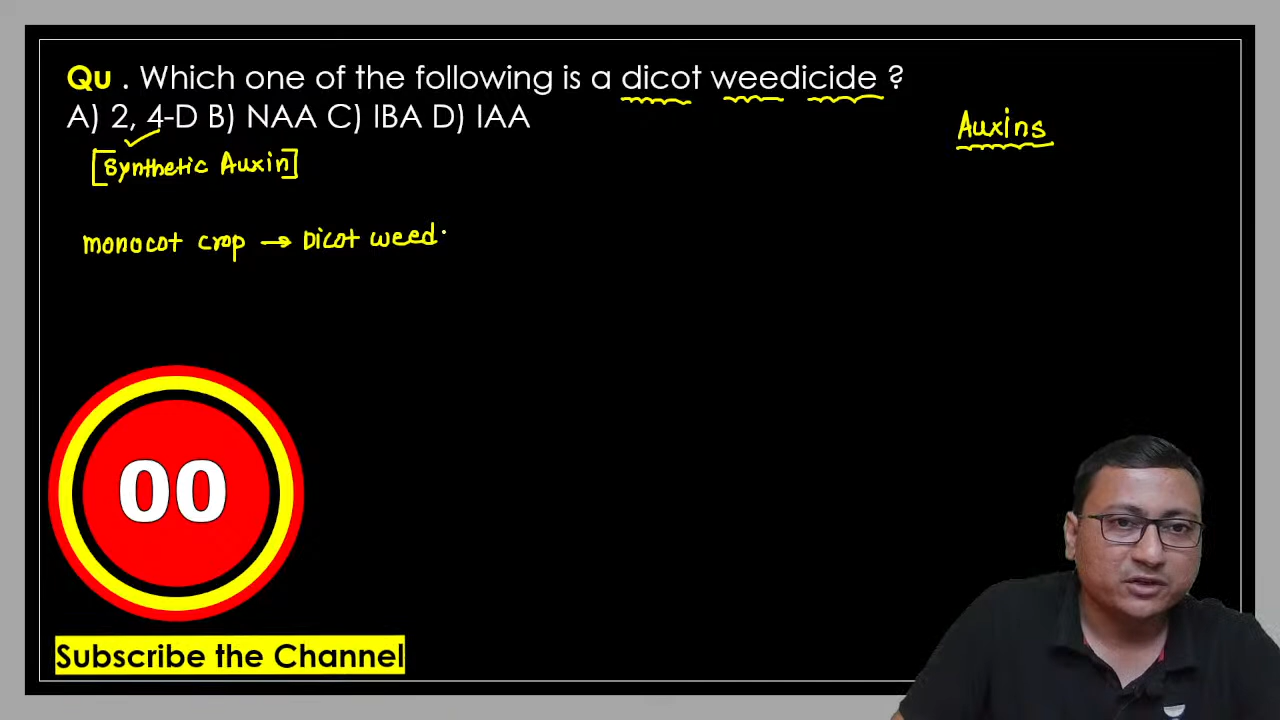 Qu . Which one of the following is a dicot weedicide ?
A) 2, 4-D B) NAA C) IBA D) IAA
Auxins
[Synthetic Auxin]
monocot crop → Dicot weed
00
Subscribe the Channel